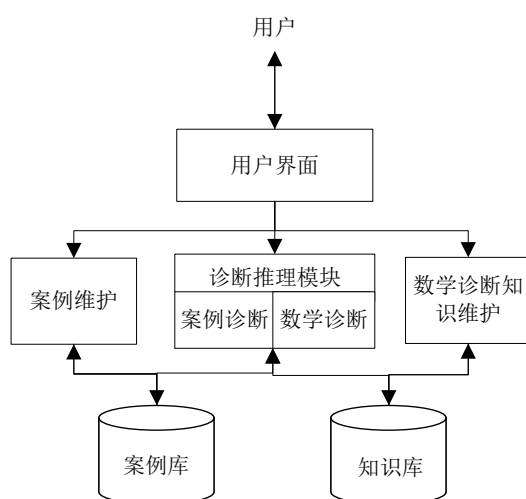 用户
用户界面
案例维护
诊断推理模块
案例诊断
数学诊断
数学诊断知
识维护
案例库
知识库